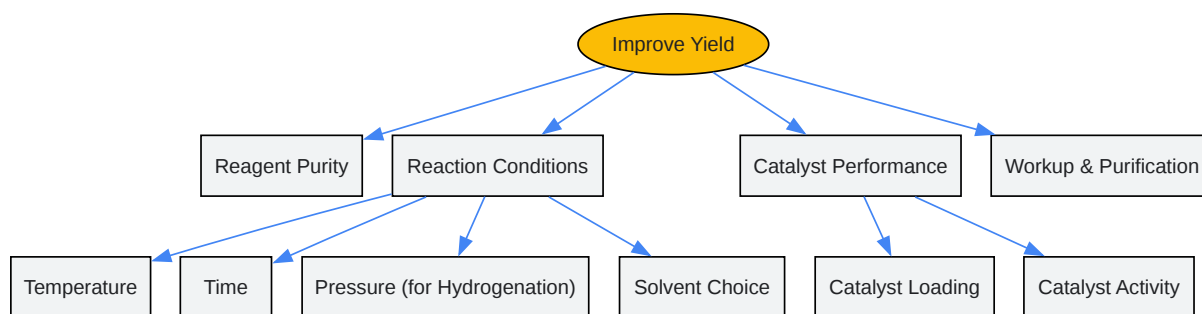 Improve Yield
Reagent Purity
Reaction Conditions
Catalyst Performance
Workup & Purification
Temperature
Time
Pressure (for Hydrogenation)
Solvent Choice
Catalyst Loading
Catalyst Activity